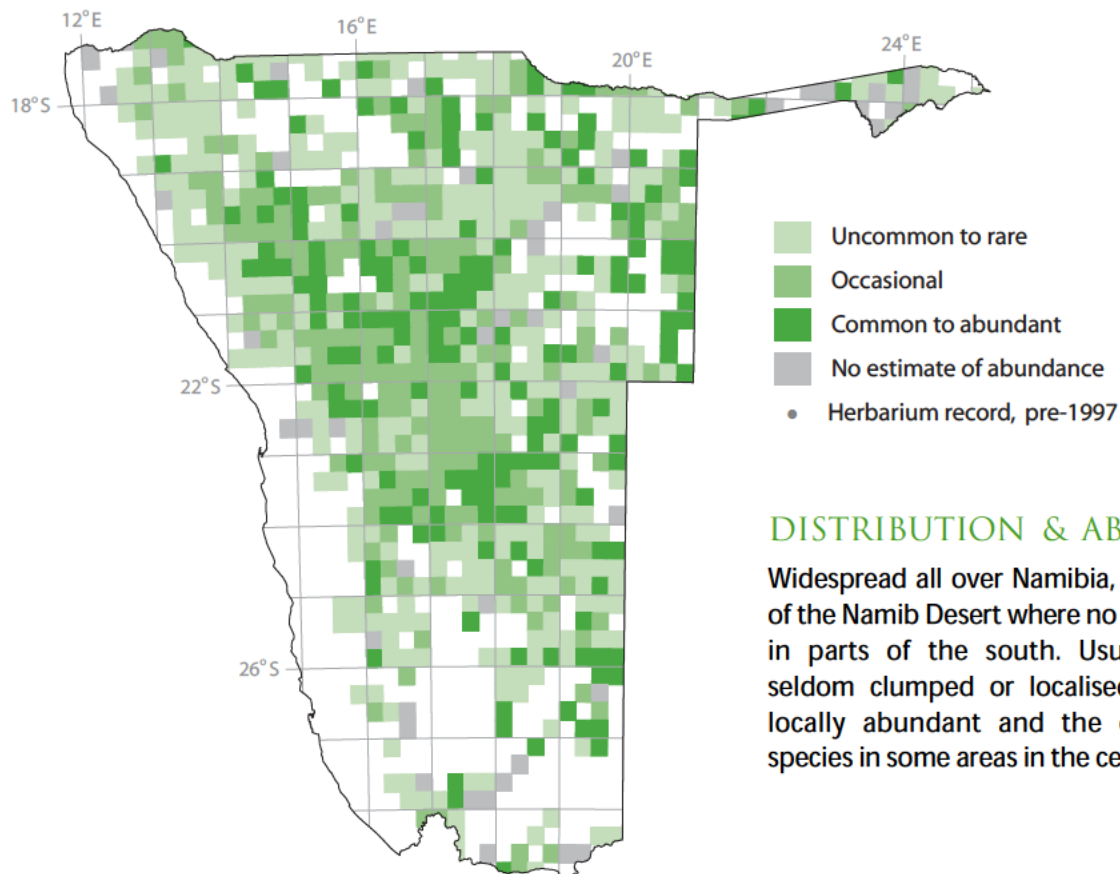 12°E
16°E
20°E
24°E
18°S
22°S
26°S
Uncommon to rare
Occasional
Common to abundant
No estimate of abundance
Herbarium record, pre-1997
DISTRIBUTION & AB
Widespread all over Namibia,
of the Namib Desert where no
in parts of the south. Usu
seldom clumped or localised
locally abundant and the
species in some areas in the ce